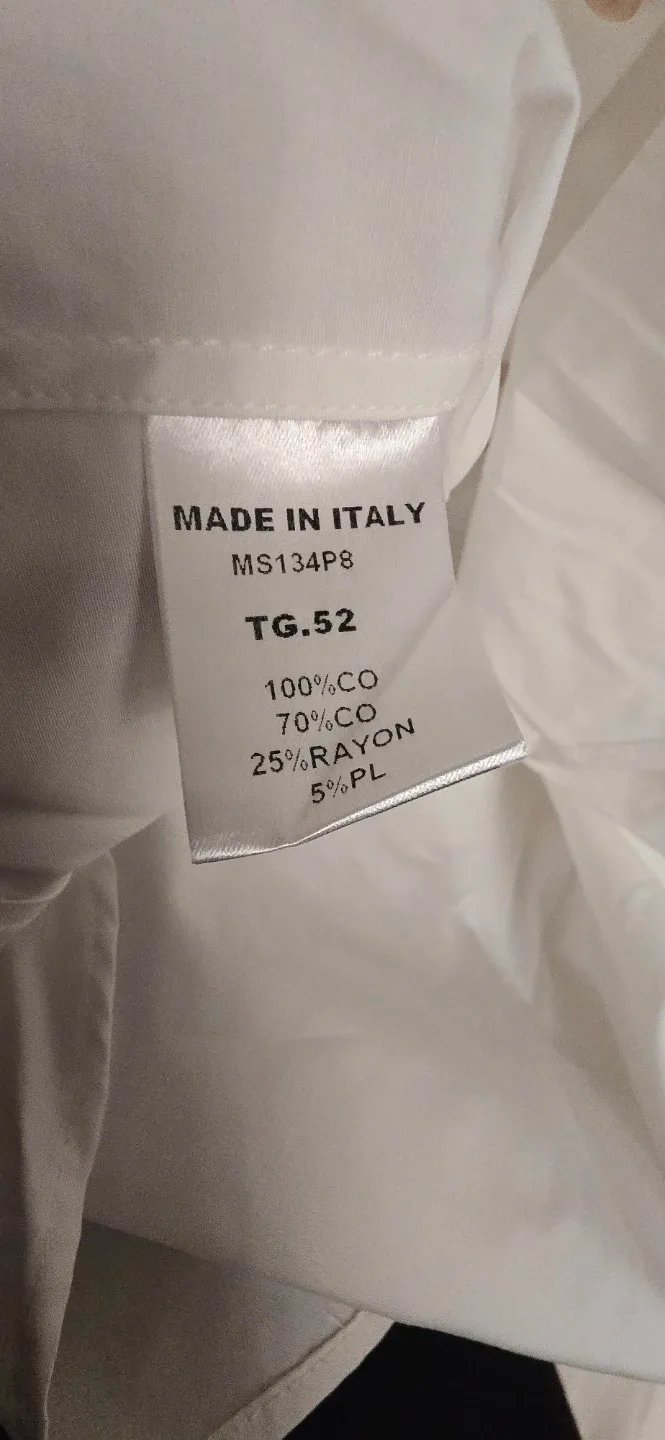 MADE IN ITALY
MS134P8
TG.52
100%CO
70%CO
25%RAYON
5%PL